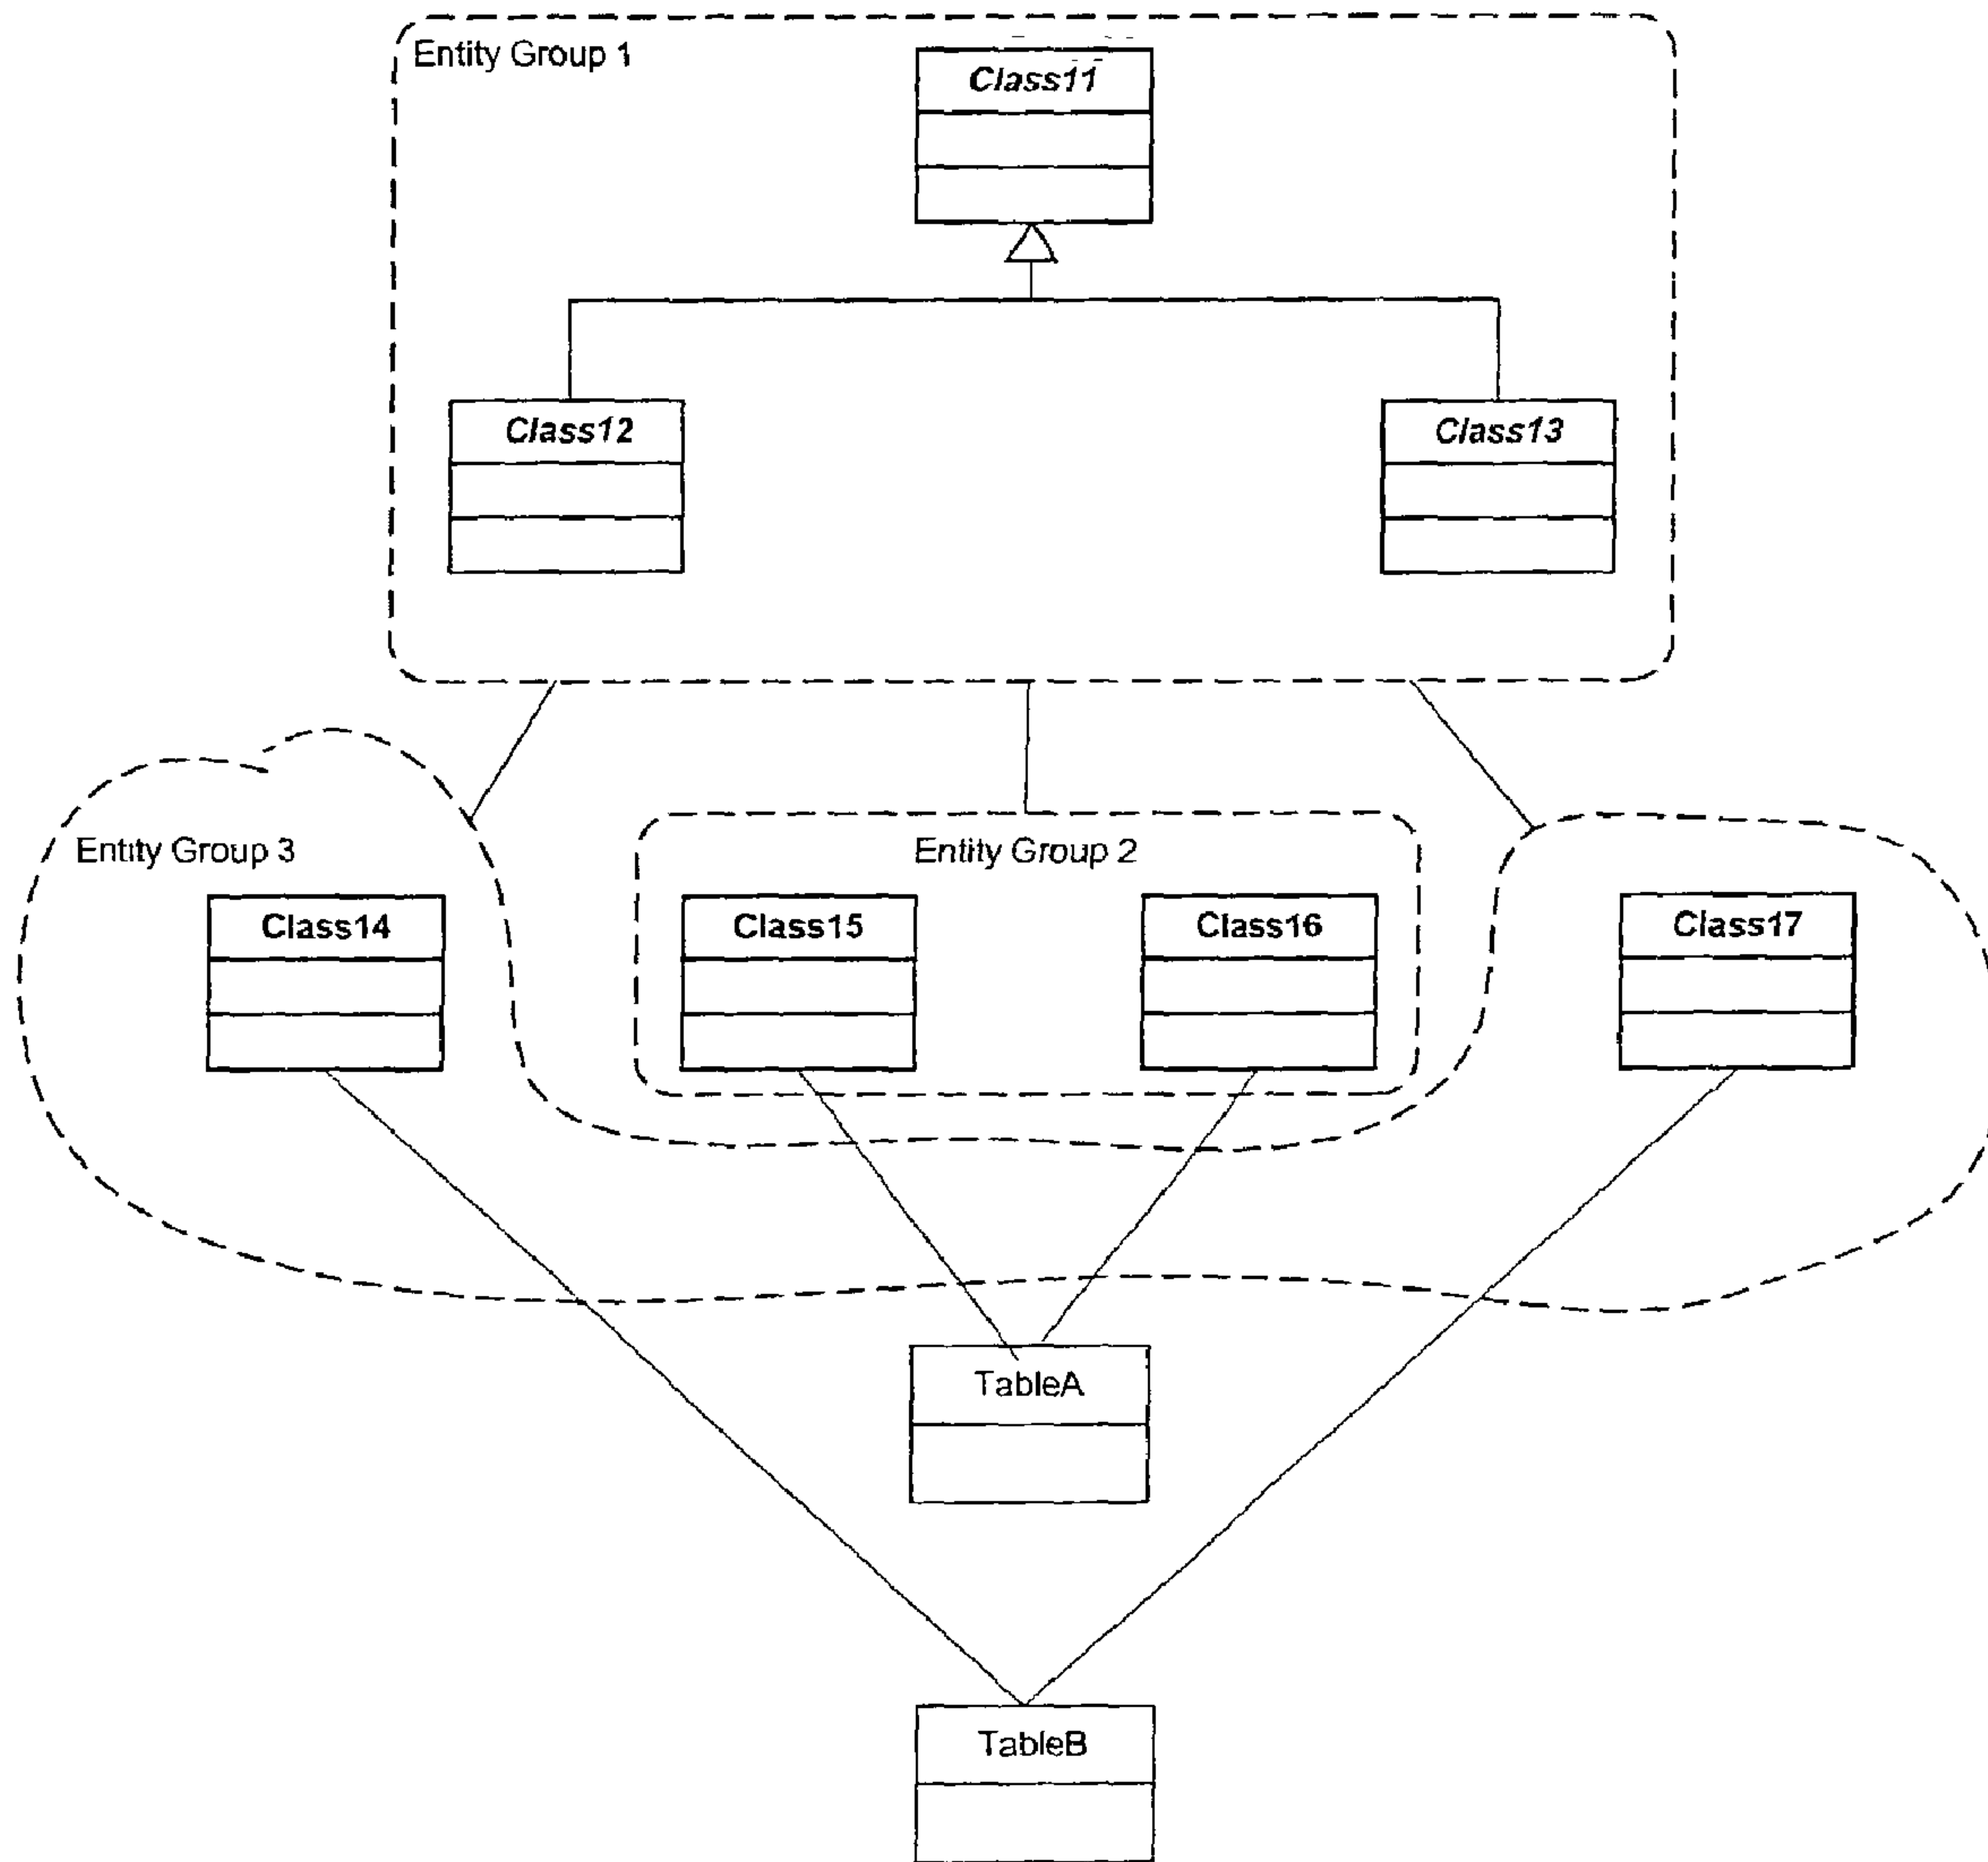 Entity Group 1
Class11
Class12
Class13
Entity Group 3
Entity Group 2
Class14
Class15
Class16
Class17
TableA
TableB